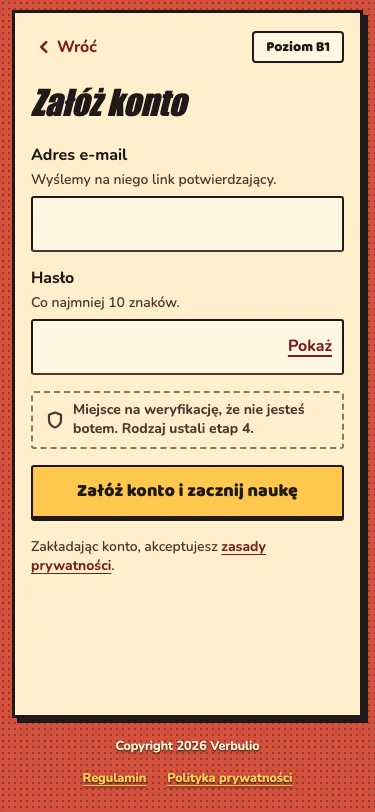 Wróć
Poziom B1
Załóż konto
Adres e-mail
Wyślemy na niego link potwierdzający.
Hasło
Co najmniej 10 znaków.
Pokaż
Miejsce na weryfikację, że nie jesteś
botem. Rodzaj ustali etap 4.
Załóż konto i zacznij naukę
Zakładając konto, akceptujesz zasady
prywatności.
Copyright 2026 Verbulio
Regulamin Polityka prywatności